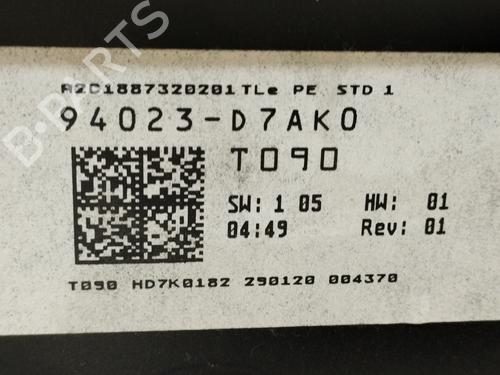 A2C1887320201 TLe PE STD 1
94023-D7AK0
T090
SW: 1 05 HW: 01
04:49 Rev: 01
T090 HD7K0182 290120 004370
B-PARTS